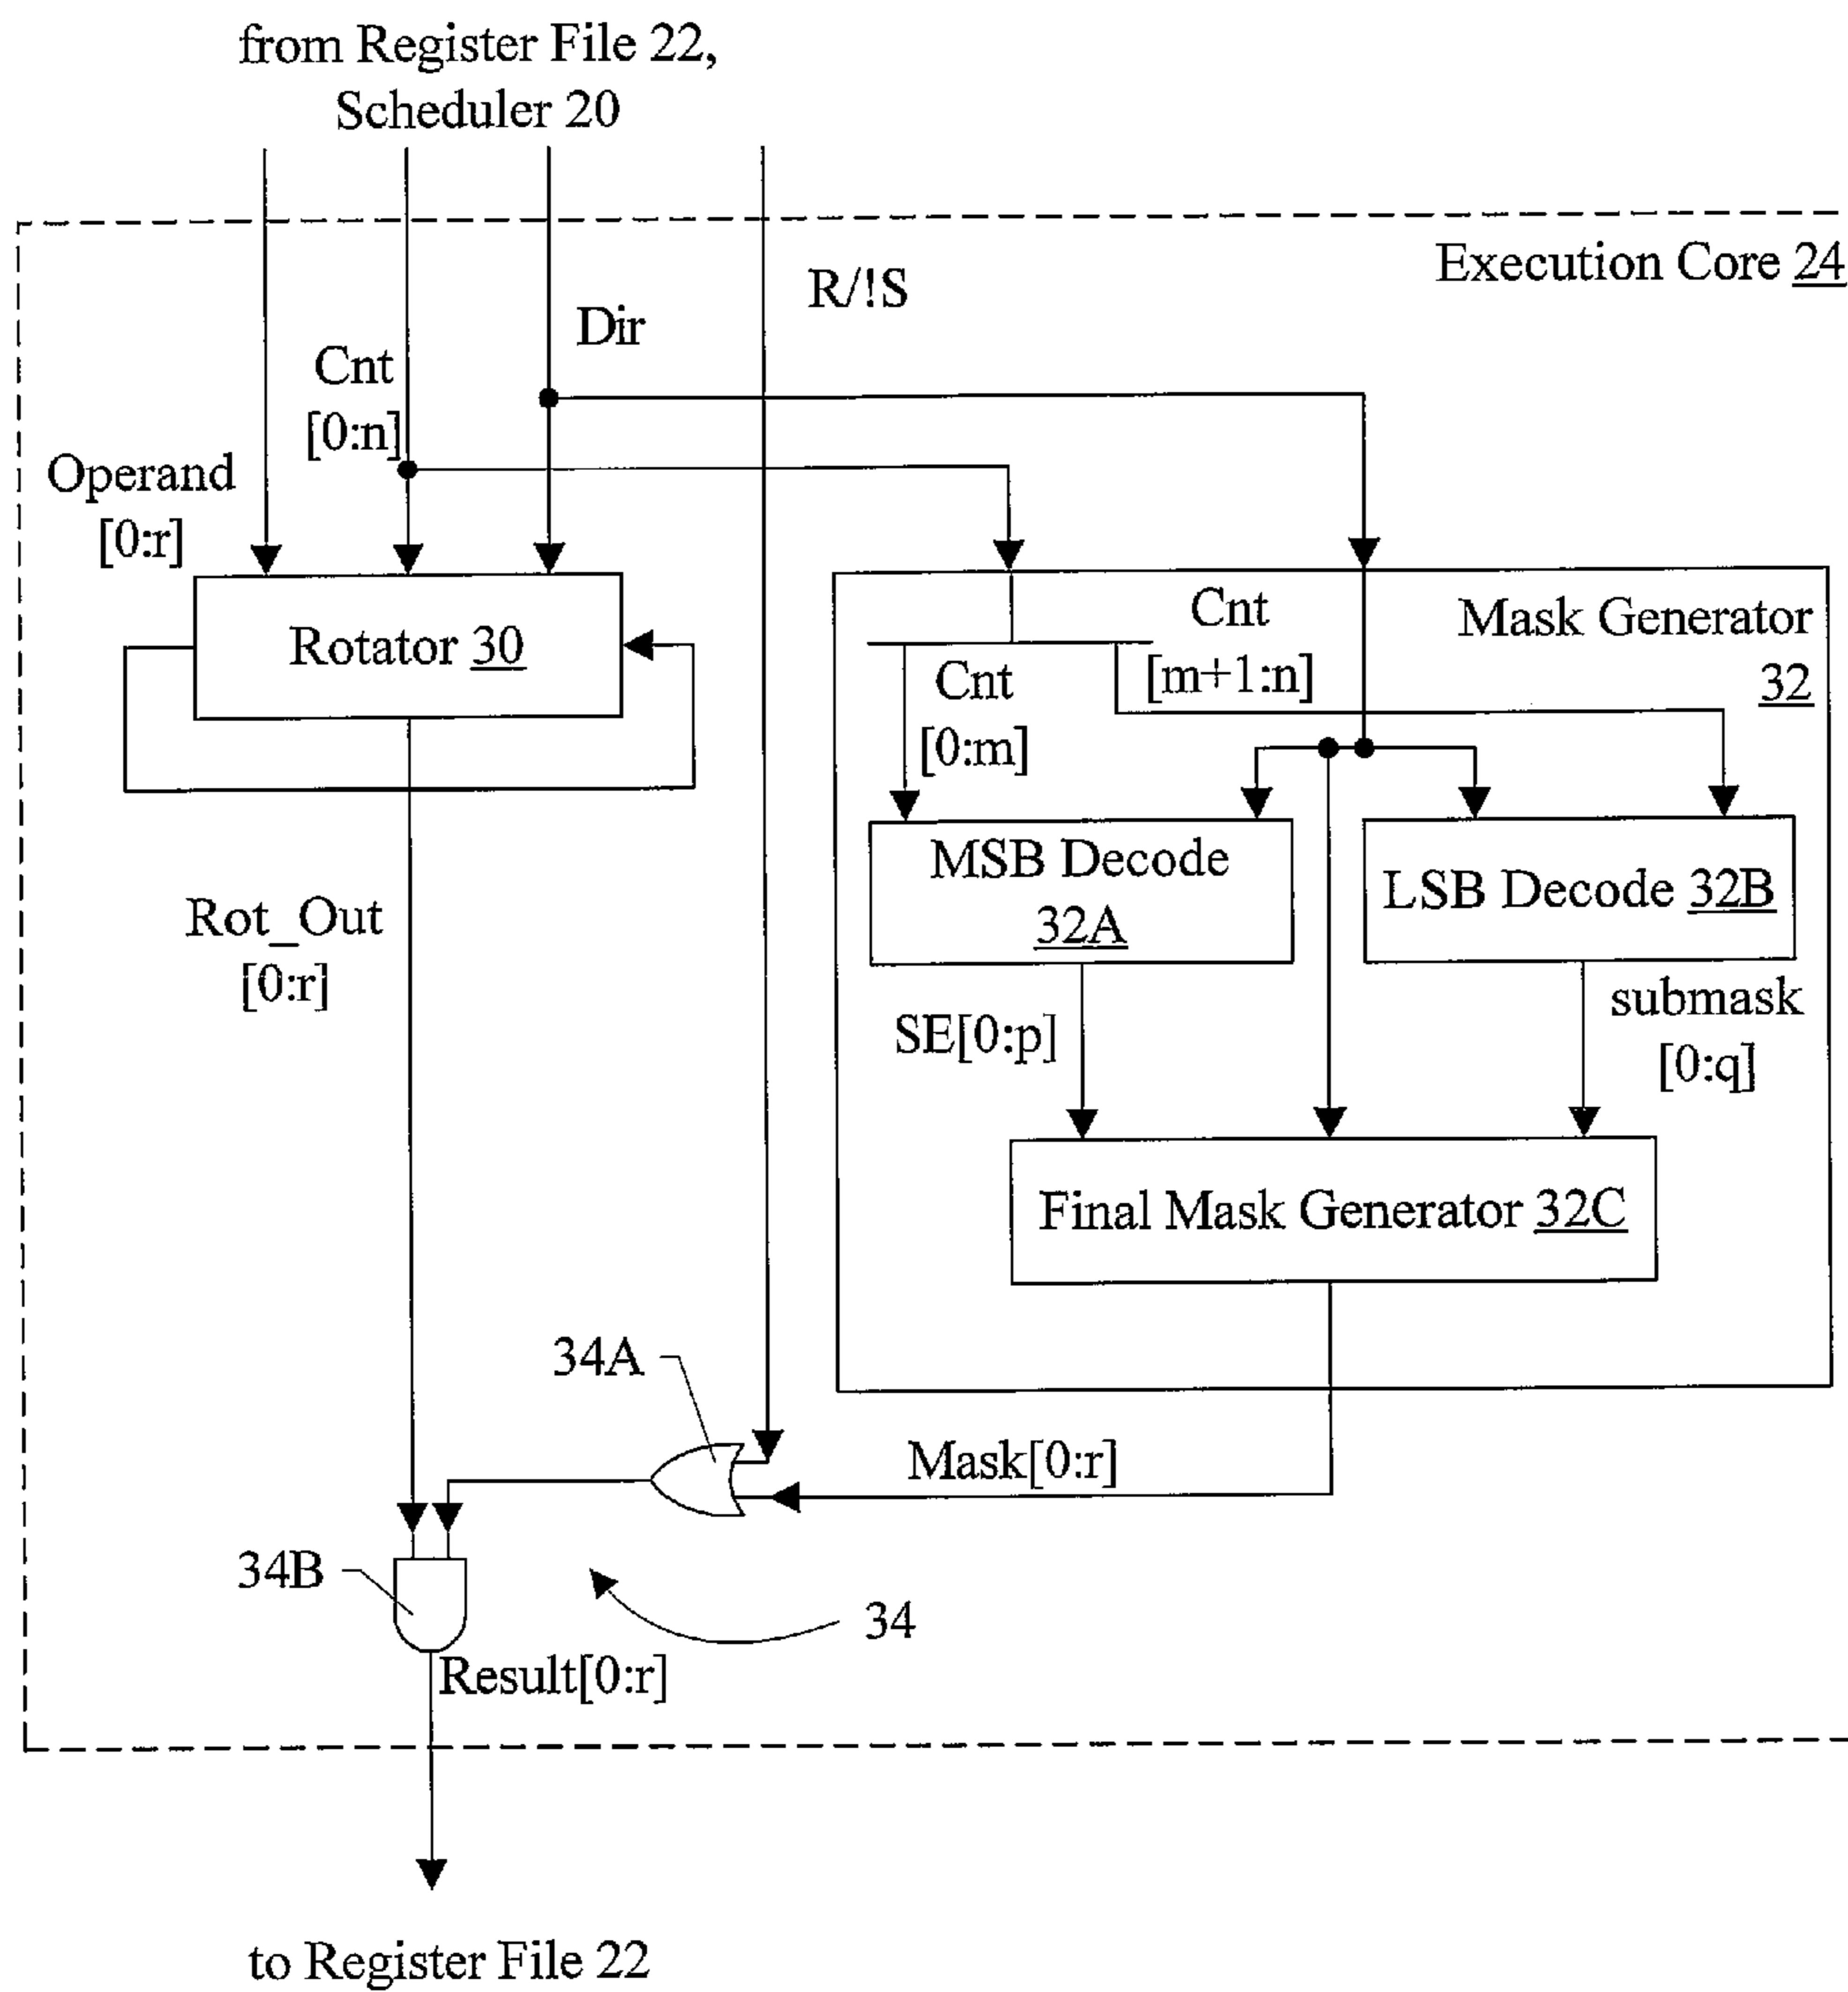 from Register File 22,
Scheduler 20
Execution Core 24
R/!S
Dir
Cnt
[0:n]
Operand
[0:r]
Rotator 30
Cnt
[m+1:n]
Mask Generator
32
Cnt
[0:m]
MSB Decode
32A
LSB Decode 32B
Rot_Out
[0:r]
SE[0:p]
submask
[0:q]
Final Mask Generator 32C
34A
Mask[0:r]
34B
34
Result[0:r]
to Register File 22